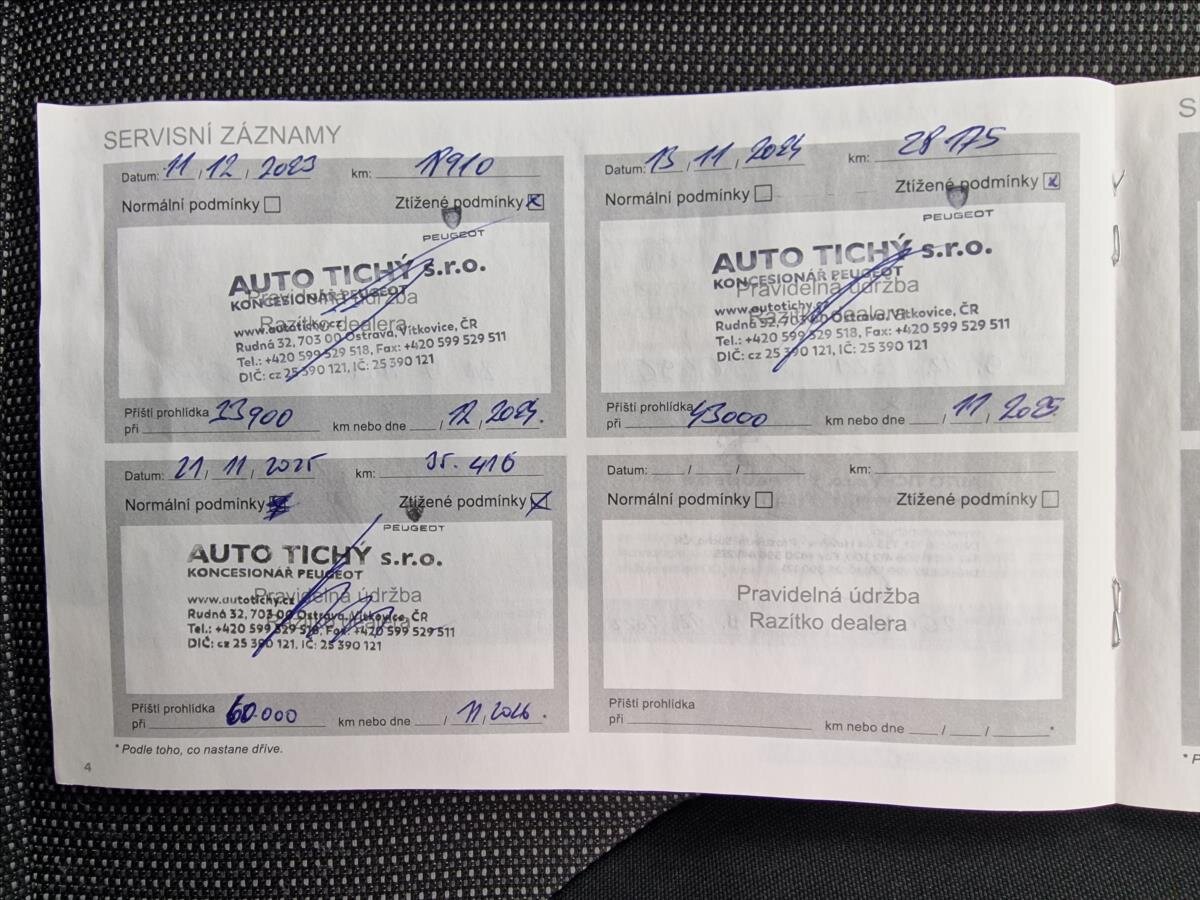 SERVISNÍ ZÁZNAMY
Datum: 11 / 12 / 2023 km: 18910
Normální podmínky Ztížené podmínky
PEUGEOT
AUTO TICHÝ s.r.o.
KONCESIONÁŘ PEUGEOT
Pravidelná údržba
Razítko dealera
www.autotichy.cz
Rudná 32, 703 00 Ostrava, Vítkovice, ČR
Tel.: +420 599 529 518, Fax: +420 599 529 511
DIČ: cz 25 390 121, IČ: 25 390 121
Příští prohlídka
při 33900 km nebo dne / 12 / 2024.
Datum: 13 / 11 / 2024 km: 28 175
Normální podmínky Ztížené podmínky
PEUGEOT
AUTO TICHÝ s.r.o.
KONCESIONÁŘ PEUGEOT
Pravidelná údržba
Razítko dealera
www.autotichy.cz
Rudná 32, 703 00 Ostrava, Vítkovice, ČR
Tel.: +420 599 529 518, Fax: +420 599 529 511
DIČ: cz 25 390 121, IČ: 25 390 121
Příští prohlídka
při 43000 km nebo dne / 11 / 2025.
Datum: 21 / 11 / 2025 km: 35.416
Normální podmínky Ztížené podmínky
PEUGEOT
AUTO TICHÝ s.r.o.
KONCESIONÁŘ PEUGEOT
Pravidelná údržba
Razítko dealera
www.autotichy.cz
Rudná 32, 703 00 Ostrava, Vítkovice, ČR
Tel.: +420 599 529 518, Fax: +420 599 529 511
DIČ: cz 25 390 121, IČ: 25 390 121
Příští prohlídka
při 60.000 km nebo dne / 11 / 2026.
Datum: / / km:
Normální podmínky Ztížené podmínky
Pravidelná údržba
Razítko dealera
Příští prohlídka
při km nebo dne / / *
* Podle toho, co nastane dříve.
4
S
* P